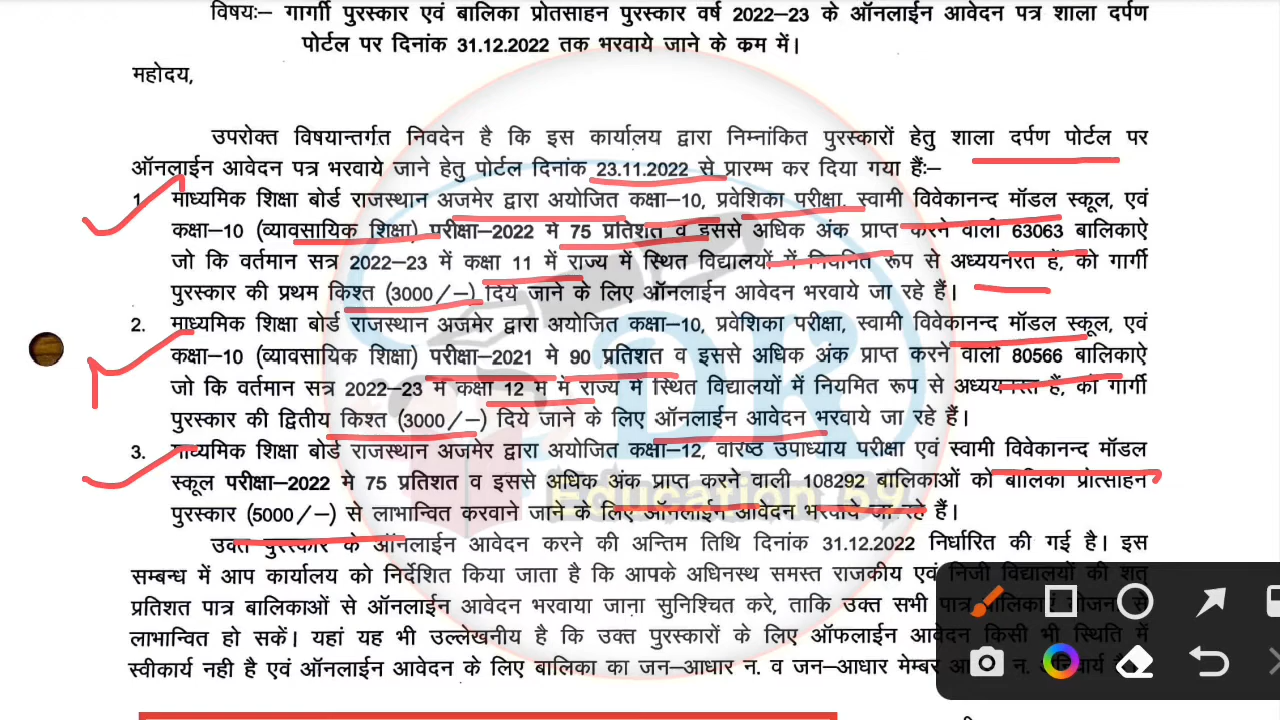 विषयः– गार्गी पुरस्कार एवं बालिका प्रोतसाहन पुरस्कार वर्ष 2022–23 के ऑनलाईन आवेदन पत्र शाला दर्पण
पोर्टल पर दिनांक 31.12.2022 तक भरवाये जाने के कम में।
महोदय,
उपरोक्त विषयान्तर्गत निवदेन है कि इस कार्यालय द्वारा निम्नांकित पुरस्कारों हेतु शाला दर्पण पोर्टल पर
ऑनलाईन आवेदन पत्र भरवाये जाने हेतु पोर्टल दिनांक 23.11.2022 से प्रारम्भ कर दिया गया हैंः–
1. माध्यमिक शिक्षा बोर्ड राजस्थान अजमेर द्वारा अयोजित कक्षा–10, प्रवेशिका परीक्षा, स्वामी विवेकानन्द मॉडल स्कूल, एवं
कक्षा–10 (व्यावसायिक शिक्षा) परीक्षा–2022 मे 75 प्रतिशत व इससे अधिक अंक प्राप्त करने वाली 63063 बालिकाऐ
जो कि वर्तमान सत्र 2022–23 में कक्षा 11 में राज्य में स्थित विद्यालयों में नियमित रूप से अध्ययनरत हैं, को गार्गी
पुरस्कार की प्रथम किश्त (3000/–) दिये जाने के लिए ऑनलाईन आवेदन भरवाये जा रहे हैं।
2. माध्यमिक शिक्षा बोर्ड राजस्थान अजमेर द्वारा अयोजित कक्षा–10, प्रवेशिका परीक्षा, स्वामी विवेकानन्द मॉडल स्कूल, एवं
कक्षा–10 (व्यावसायिक शिक्षा) परीक्षा–2021 मे 90 प्रतिशत व इससे अधिक अंक प्राप्त करने वाली 80566 बालिकाऐ
जो कि वर्तमान सत्र 2022–23 में कक्षा 12 में में राज्य में स्थित विद्यालयों में नियमित रूप से अध्ययनरत हैं, को गार्गी
पुरस्कार की द्वितीय किश्त (3000/–) दिये जाने के लिए ऑनलाईन आवेदन भरवाये जा रहे हैं।
3. माध्यमिक शिक्षा बोर्ड राजस्थान अजमेर द्वारा अयोजित कक्षा–12, वरिष्ठ उपाध्याय परीक्षा एवं स्वामी विवेकानन्द मॉडल
स्कूल परीक्षा–2022 मे 75 प्रतिशत व इससे अधिक अंक प्राप्त करने वाली 108292 बालिकाओं को बालिका प्रोत्साहन
पुरस्कार (5000/–) से लाभान्वित करवाने जाने के लिए ऑनलाईन आवेदन भरवाये जा रहे हैं।
उक्त पुरस्कार के ऑनलाईन आवेदन करने की अन्तिम तिथि दिनांक 31.12.2022 निर्धारित की गई है। इस
सम्बन्ध में आप कार्यालय को निर्देशित किया जाता है कि आपके अधिनस्थ समस्त राजकीय एवं निजी विद्यालयों की शत
प्रतिशत पात्र बालिकाओं से ऑनलाईन आवेदन भरवाया जाना सुनिश्चित करे, ताकि उक्त सभी पात्र बालिकाऐं योजना से
लाभान्वित हो सकें। यहां यह भी उल्लेखनीय है कि उक्त पुरस्कारों के लिए ऑफलाईन आवेदन किसी भी स्थिति में
स्वीकार्य नही है एवं ऑनलाईन आवेदन के लिए बालिका का जन–आधार न. व जन–आधार मेम्बर न.
DR
Education 59